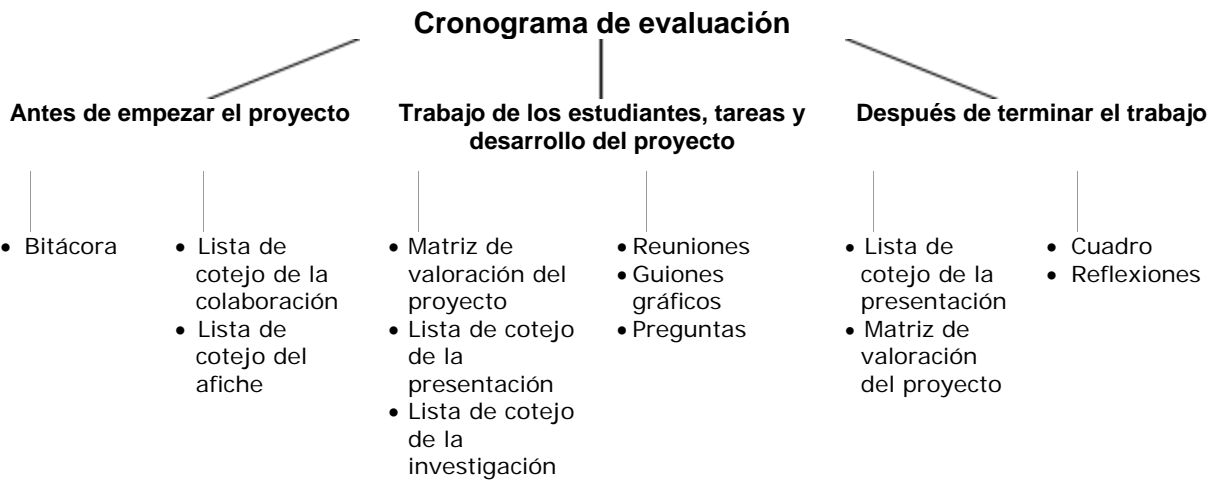 Cronograma de evaluación
Antes de empezar el proyecto
Trabajo de los estudiantes, tareas y
desarrollo del proyecto
Después de terminar el trabajo
• Bitácora
• Lista de
cotejo de la
colaboración
• Lista de
cotejo del
afiche
• Matriz de
valoración del
proyecto
• Lista de cotejo
de la
presentación
• Lista de cotejo
de la
investigación
• Reuniones
• Guiones
gráficos
• Preguntas
• Lista de
cotejo de la
presentación
• Matriz de
valoración
del proyecto
• Cuadro
• Reflexiones